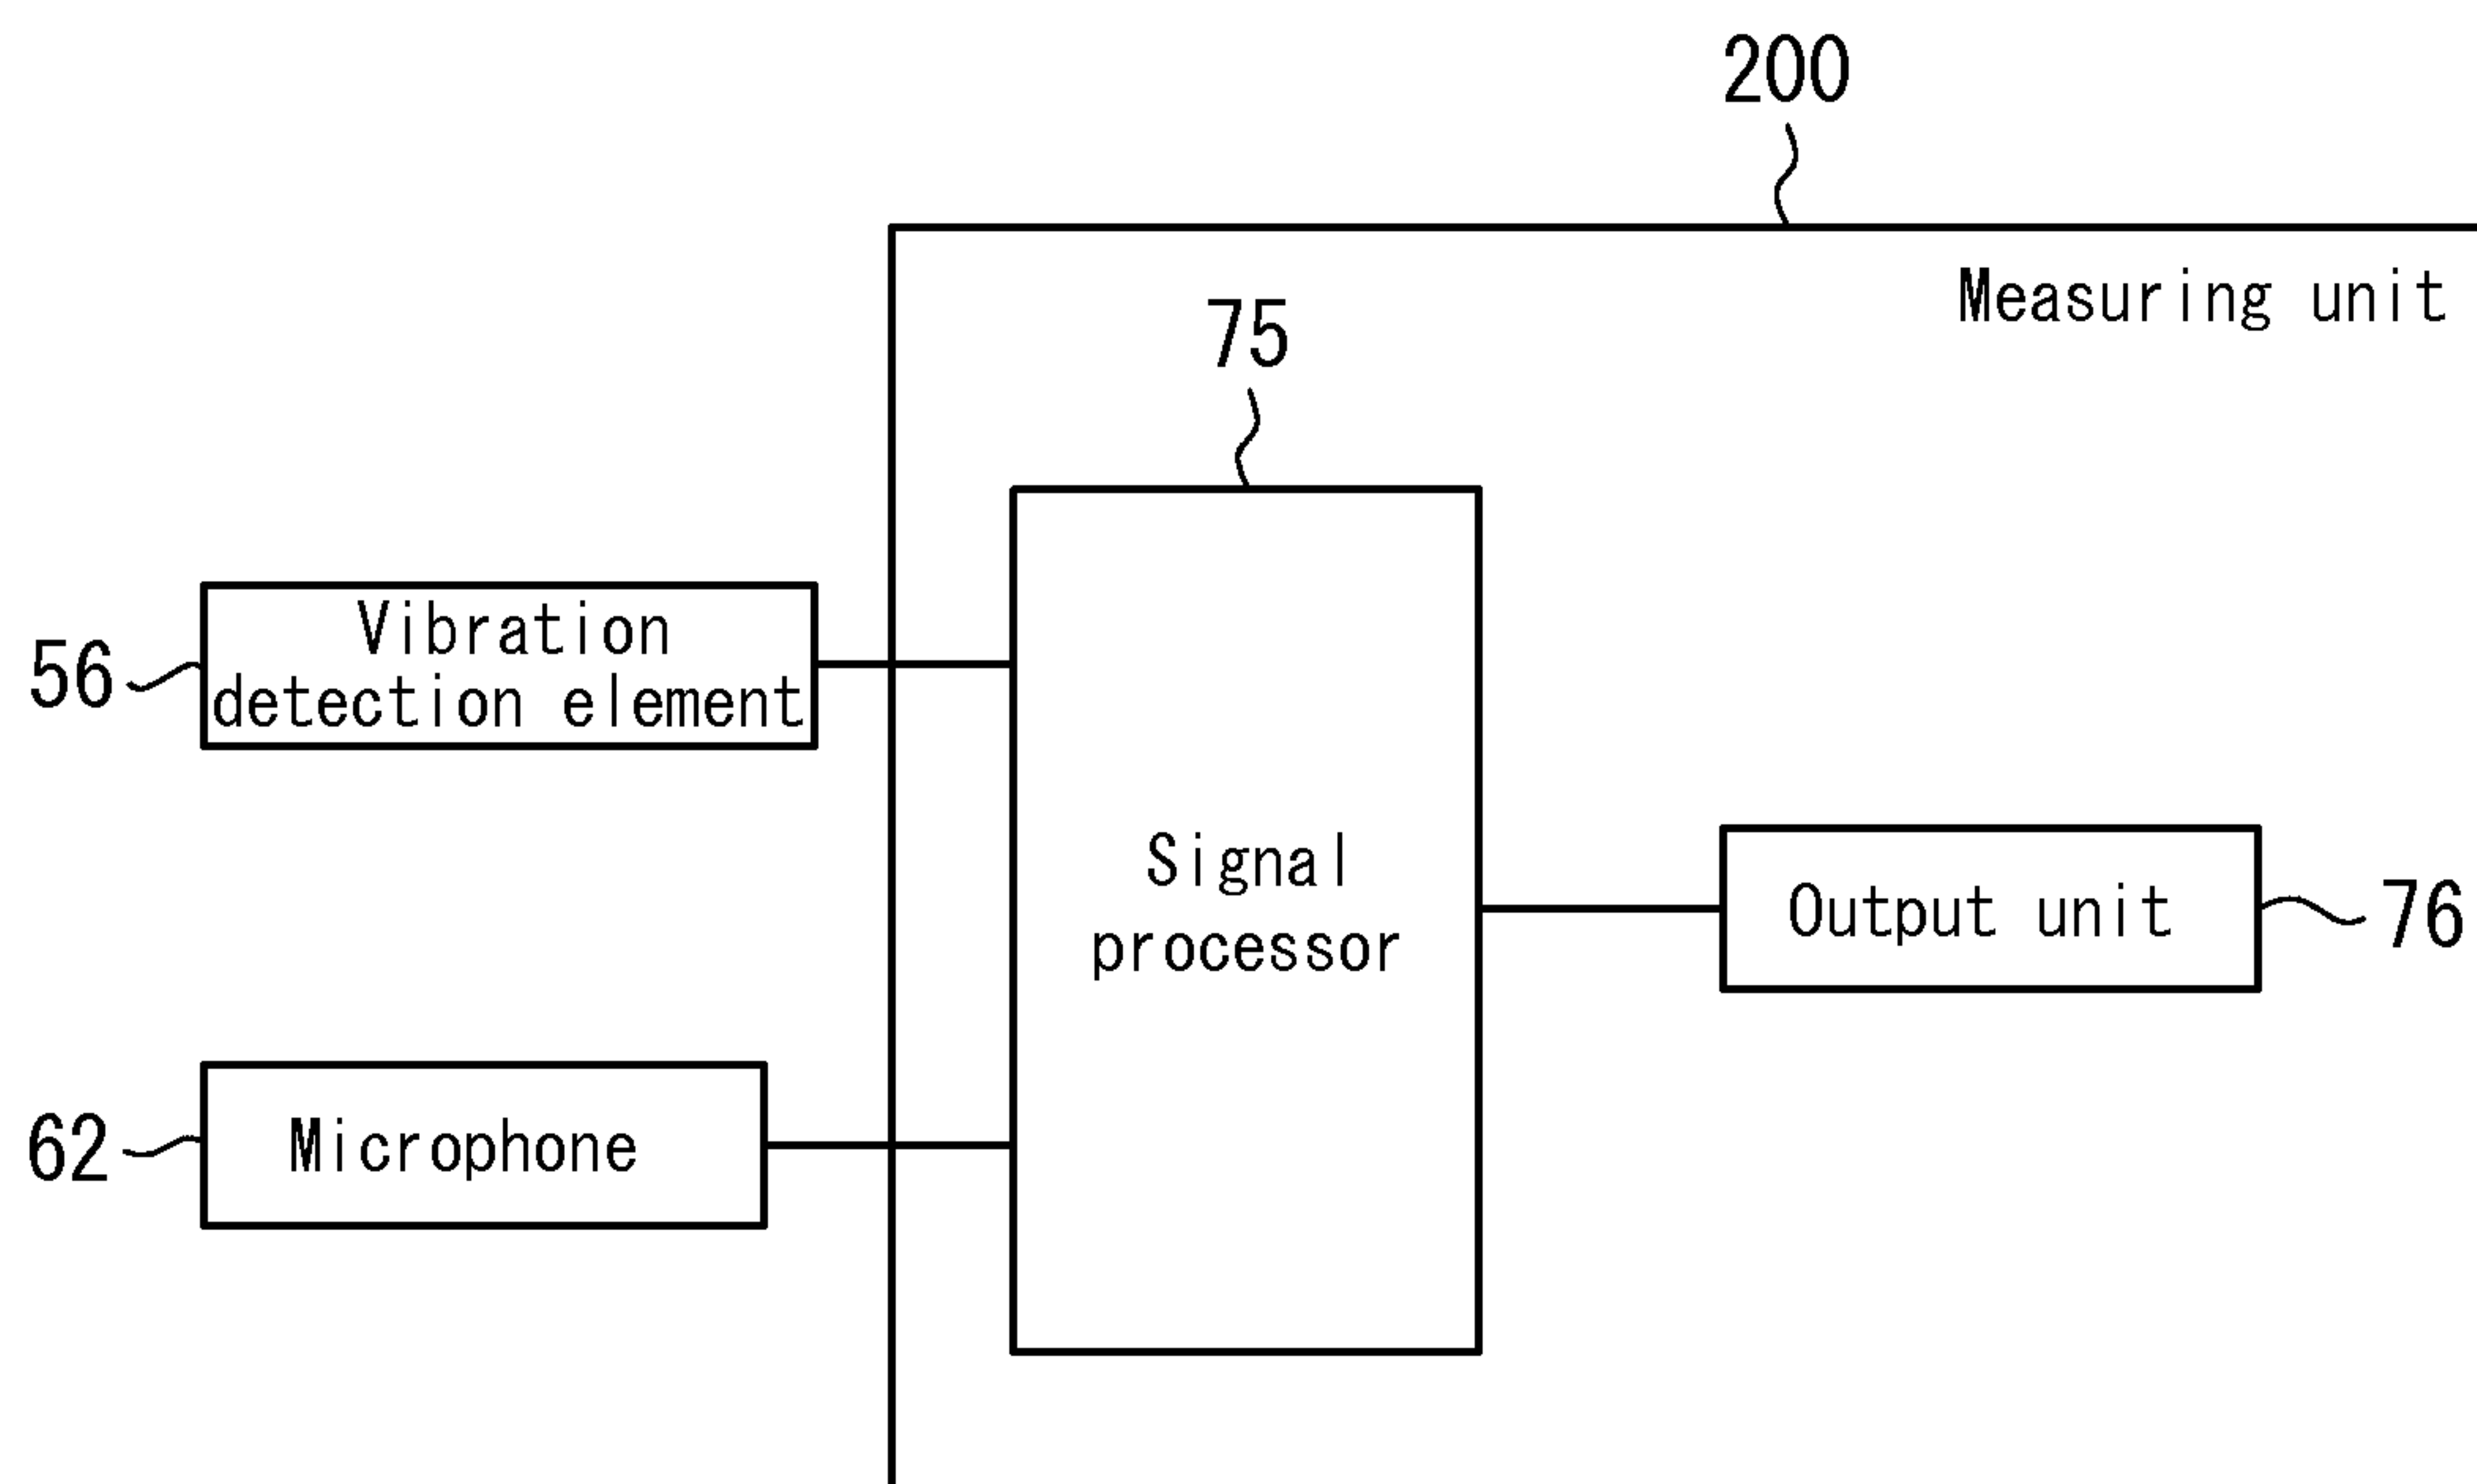 200
Measuring unit
75
Vibration
detection element
56
Signal
processor
Output unit
76
62
Microphone